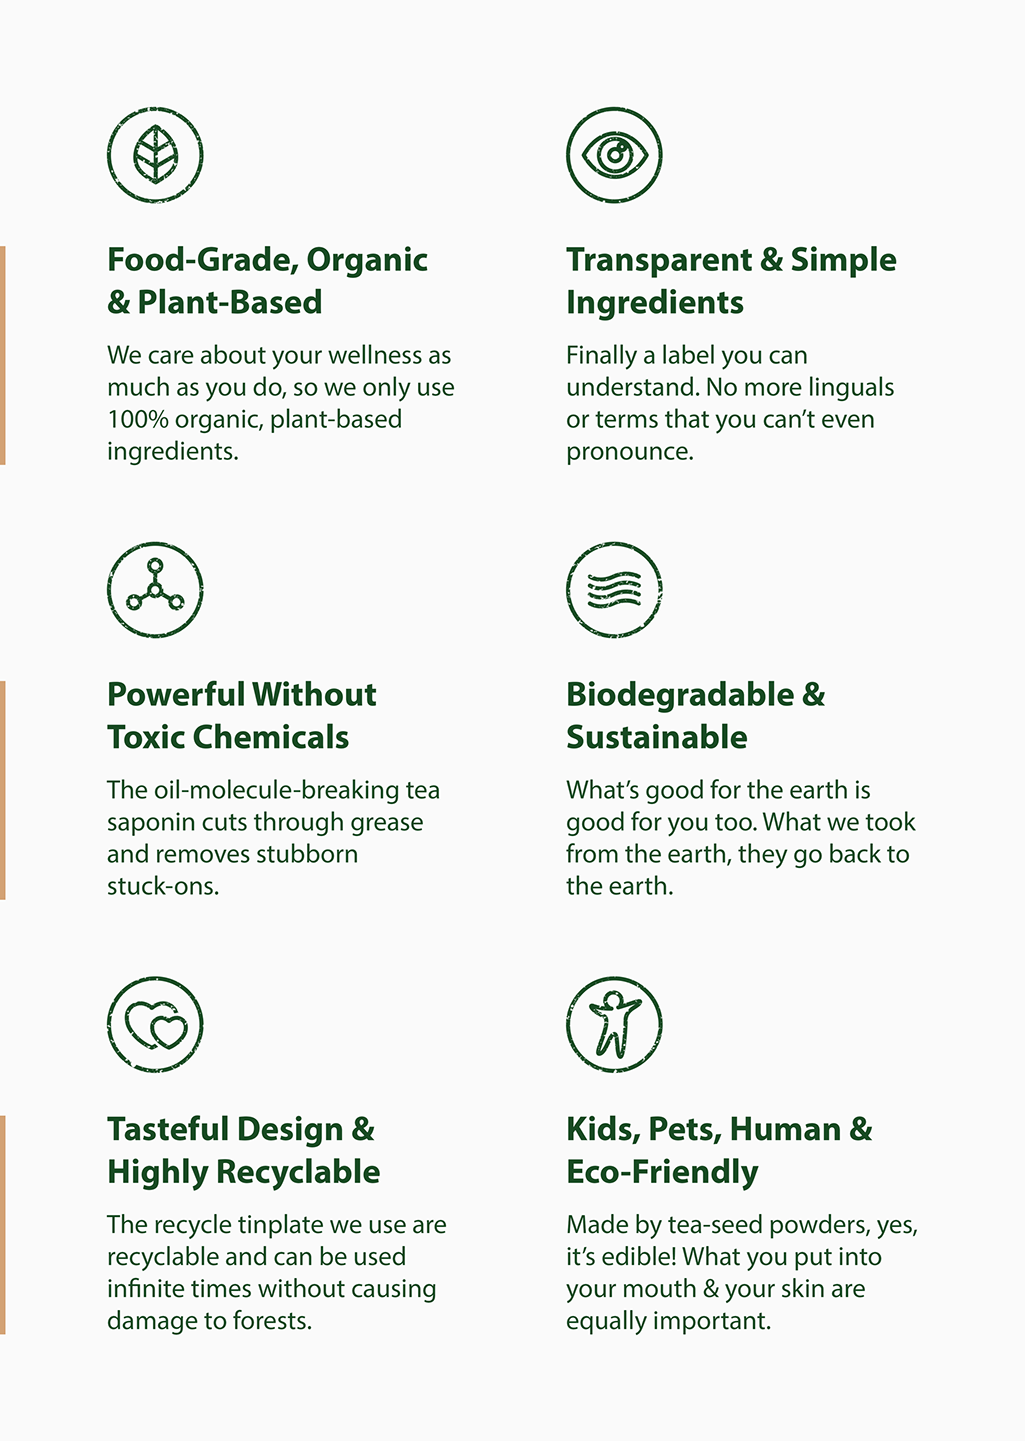 Food-Grade, Organic
& Plant-Based
We care about your wellness as
much as you do, so we only use
100% organic, plant-based
ingredients.
Transparent & Simple
Ingredients
Finally a label you can
understand. No more linguals
or terms that you can’t even
pronounce.
Powerful Without
Toxic Chemicals
The oil-molecule-breaking tea
saponin cuts through grease
and removes stubborn
stuck-ons.
Biodegradable &
Sustainable
What’s good for the earth is
good for you too. What we took
from the earth, they go back to
the earth.
Tasteful Design &
Highly Recyclable
The recycle tinplate we use are
recyclable and can be used
infinite times without causing
damage to forests.
Kids, Pets, Human &
Eco-Friendly
Made by tea-seed powders, yes,
it’s edible! What you put into
your mouth & your skin are
equally important.